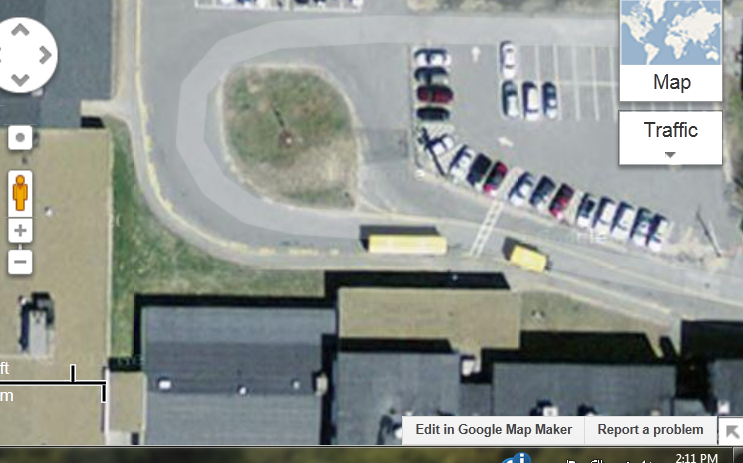 Map
Traffic
ft
m
Edit in Google Map Maker
Report a problem
2:11 PM